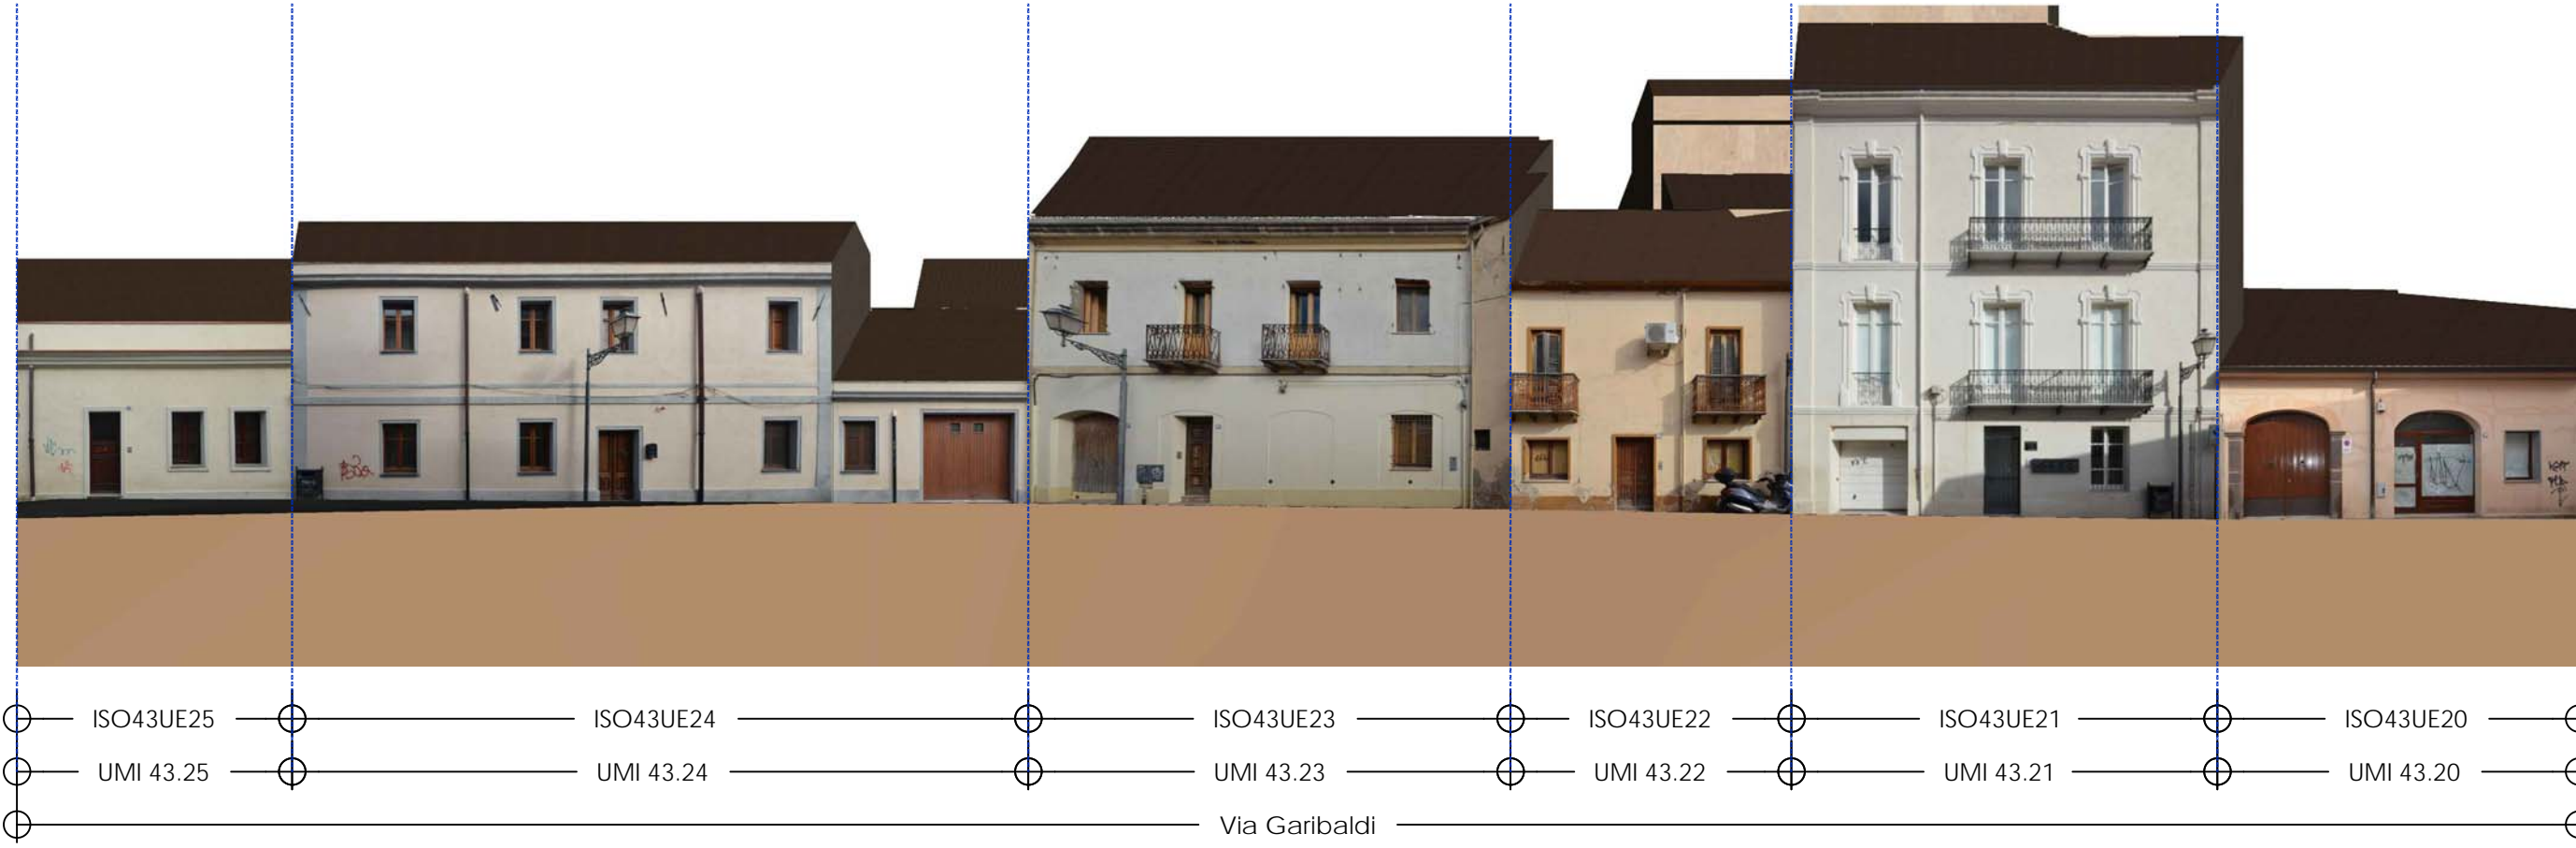 ISO43UE25 ISO43UE24 ISO43UE23 ISO43UE22 ISO43UE21 ISO43UE20
UMI 43.25 UMI 43.24 UMI 43.23 UMI 43.22 UMI 43.21 UMI 43.20
Via Garibaldi